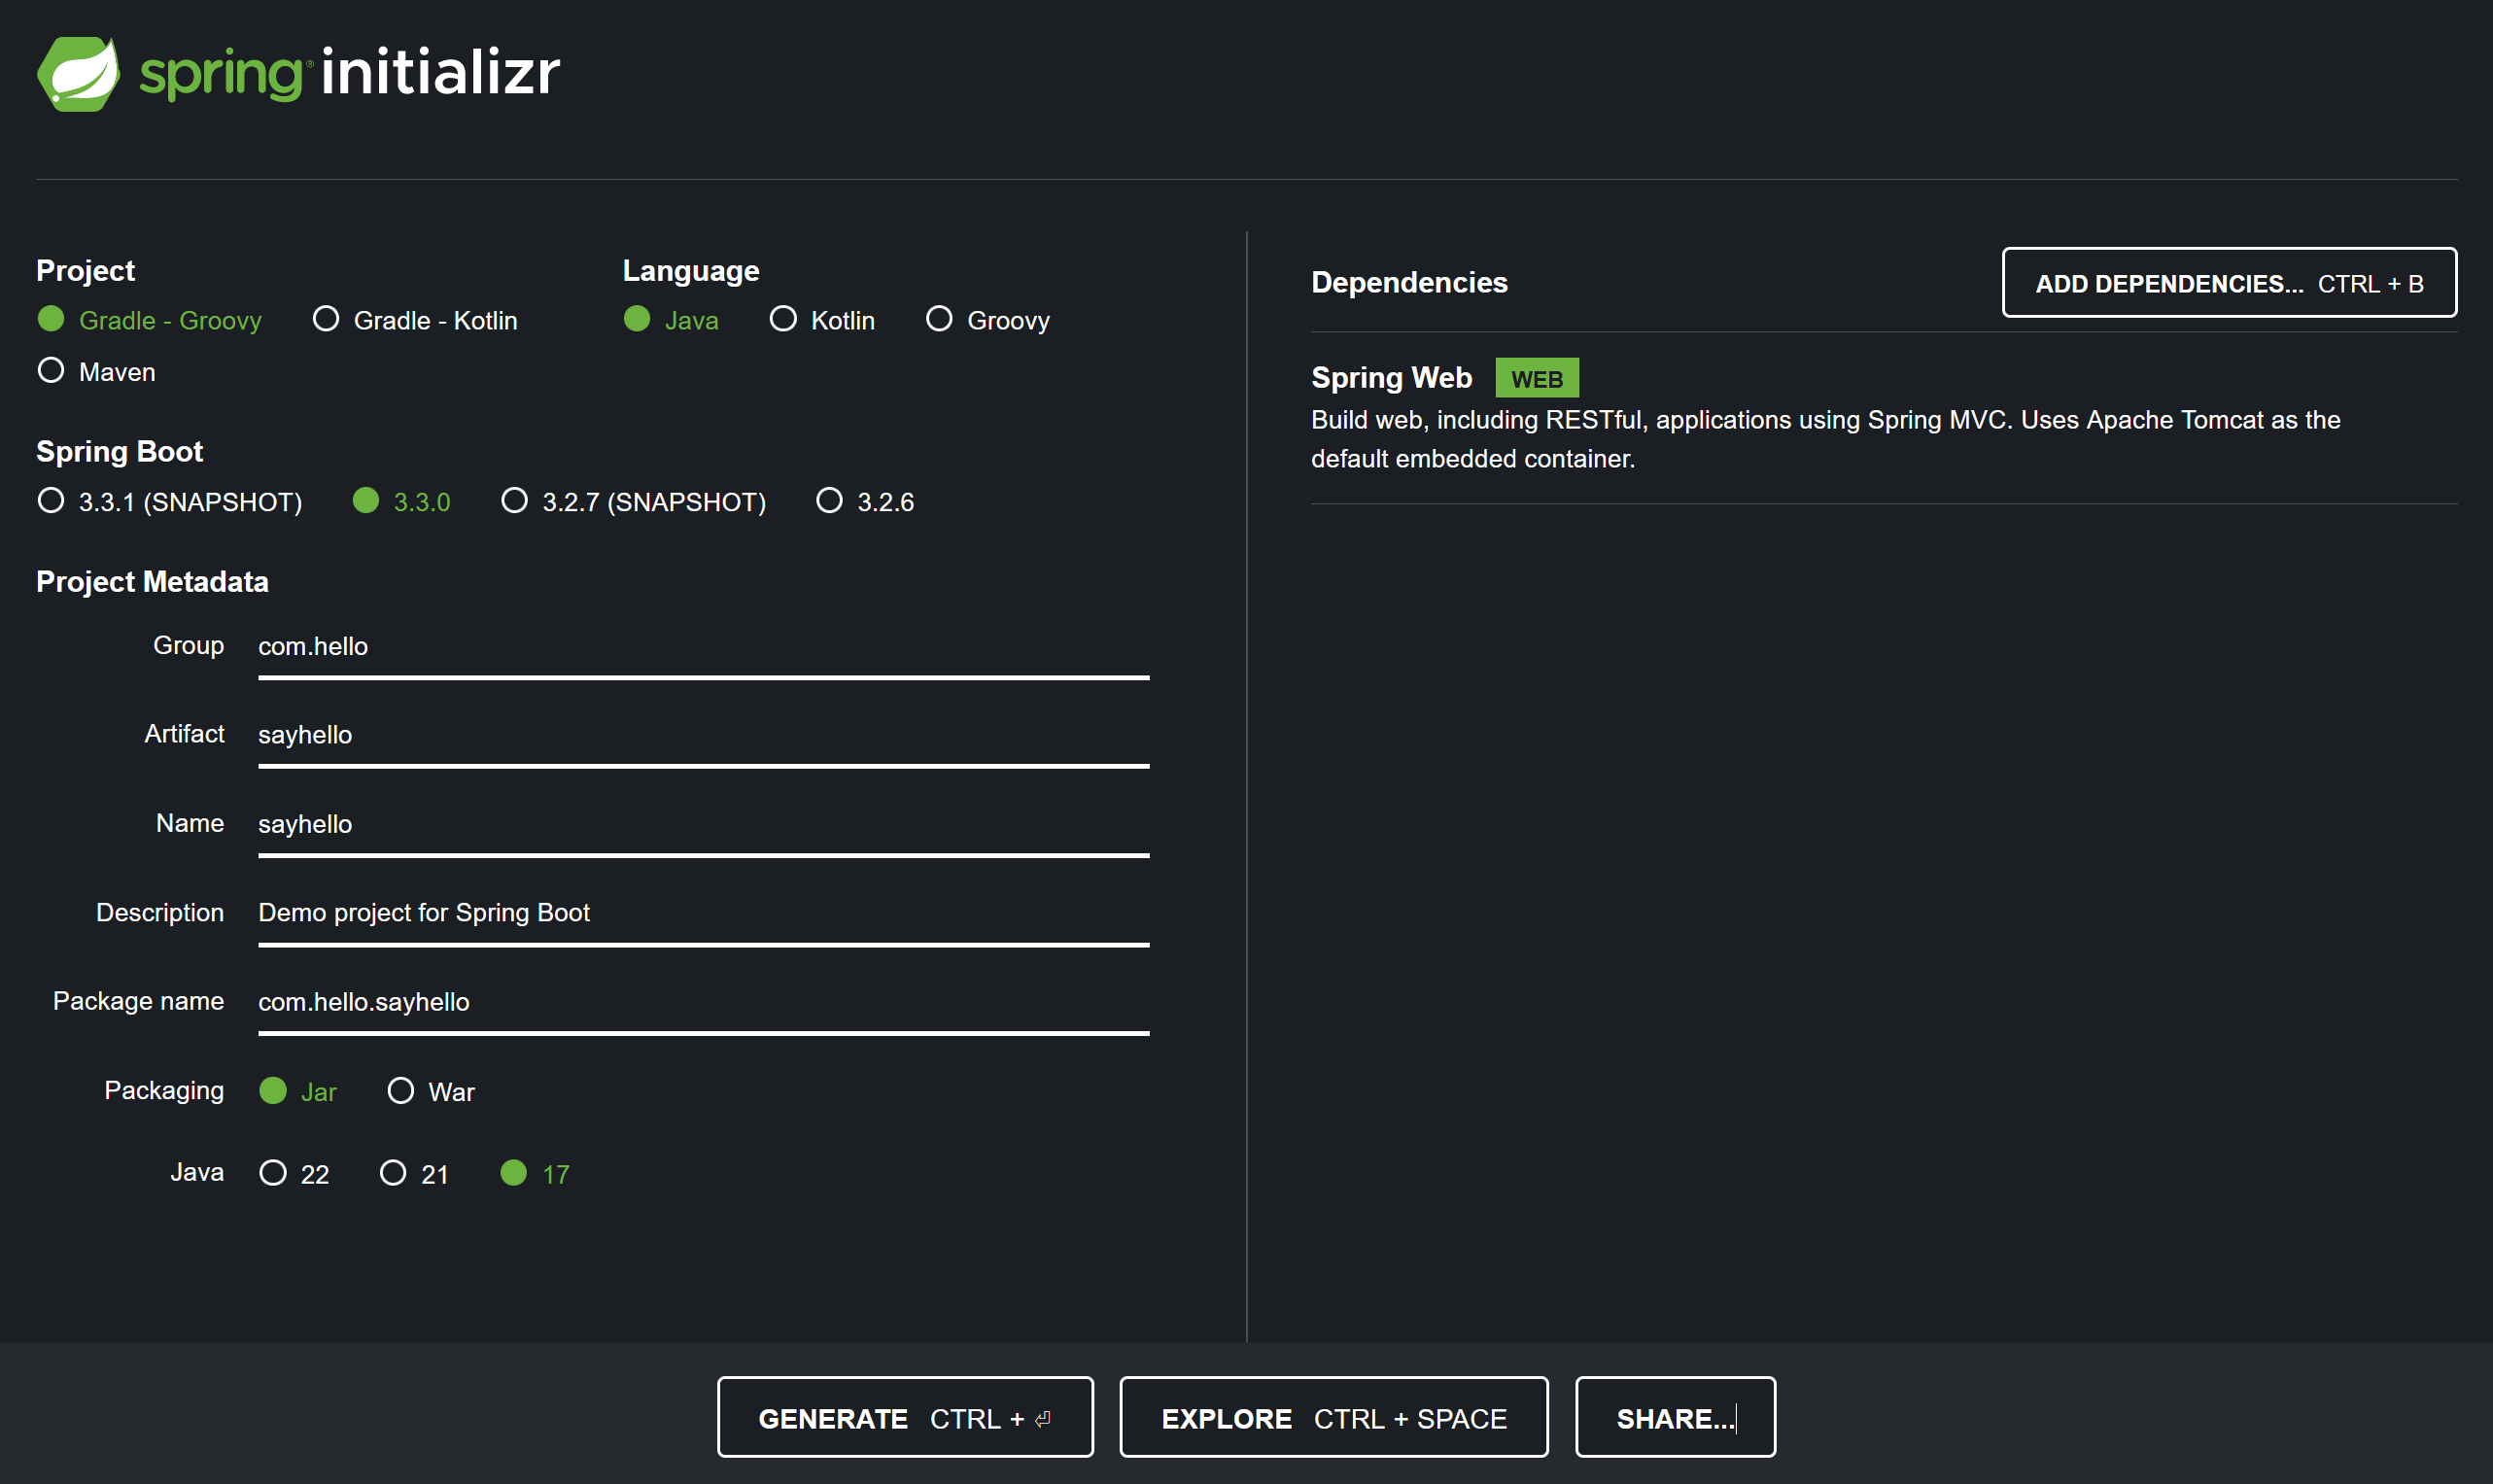 spring® initializr
Project
Gradle - Groovy Gradle - Kotlin
Maven
Language
Java Kotlin Groovy
Spring Boot
3.3.1 (SNAPSHOT) 3.3.0 3.2.7 (SNAPSHOT) 3.2.6
Project Metadata
Group com.hello
Artifact sayhello
Name sayhello
Description Demo project for Spring Boot
Package name com.hello.sayhello
Packaging Jar War
Java 22 21 17
Dependencies
ADD DEPENDENCIES... CTRL + B
Spring Web WEB
Build web, including RESTful, applications using Spring MVC. Uses Apache Tomcat as the
default embedded container.
GENERATE CTRL + ⏎
EXPLORE CTRL + SPACE
SHARE...